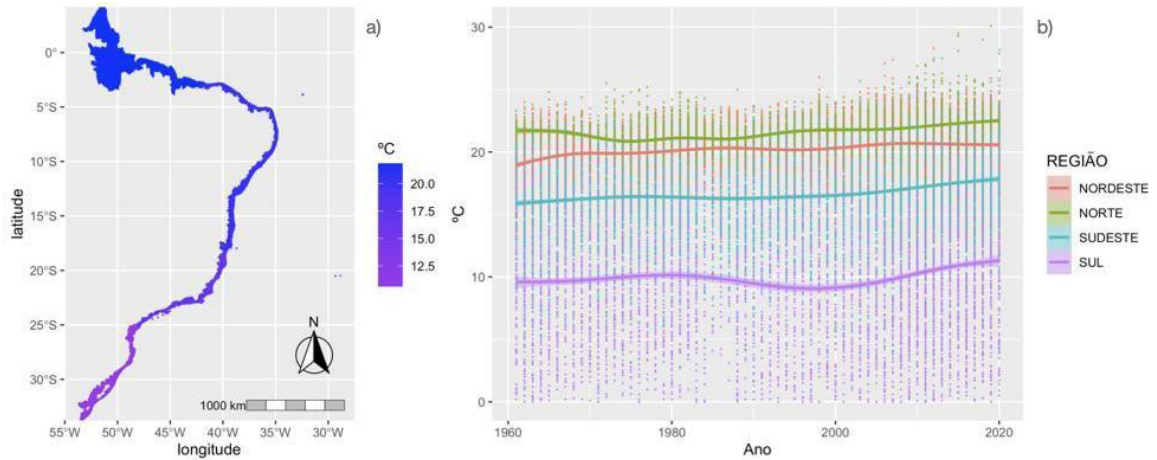 a)
0°
5°S
10°S
15°S
20°S
25°S
30°S
latitude
55°W 50°W 45°W 40°W 35°W 30°W
longitude
N
1000 km
ºC
20.0
17.5
15.0
12.5
b)
30
20
10
0
ºC
1960 1980 2000 2020
Ano
REGIÃO
NORDESTE
NORTE
SUDESTE
SUL